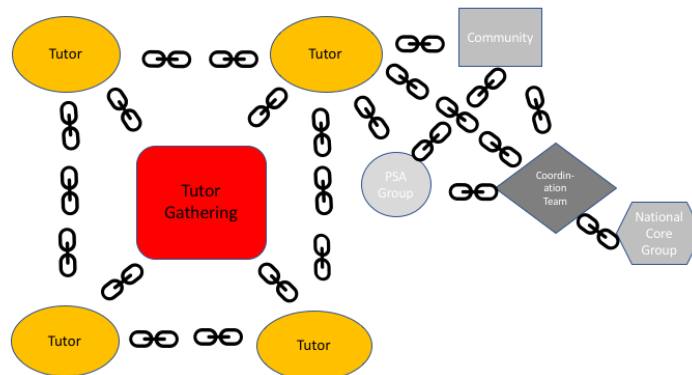 Tutor
Tutor
Community
Tutor
Gathering
PSA
Group
Coordin-
ation
Team
National
Core
Group
Tutor
Tutor